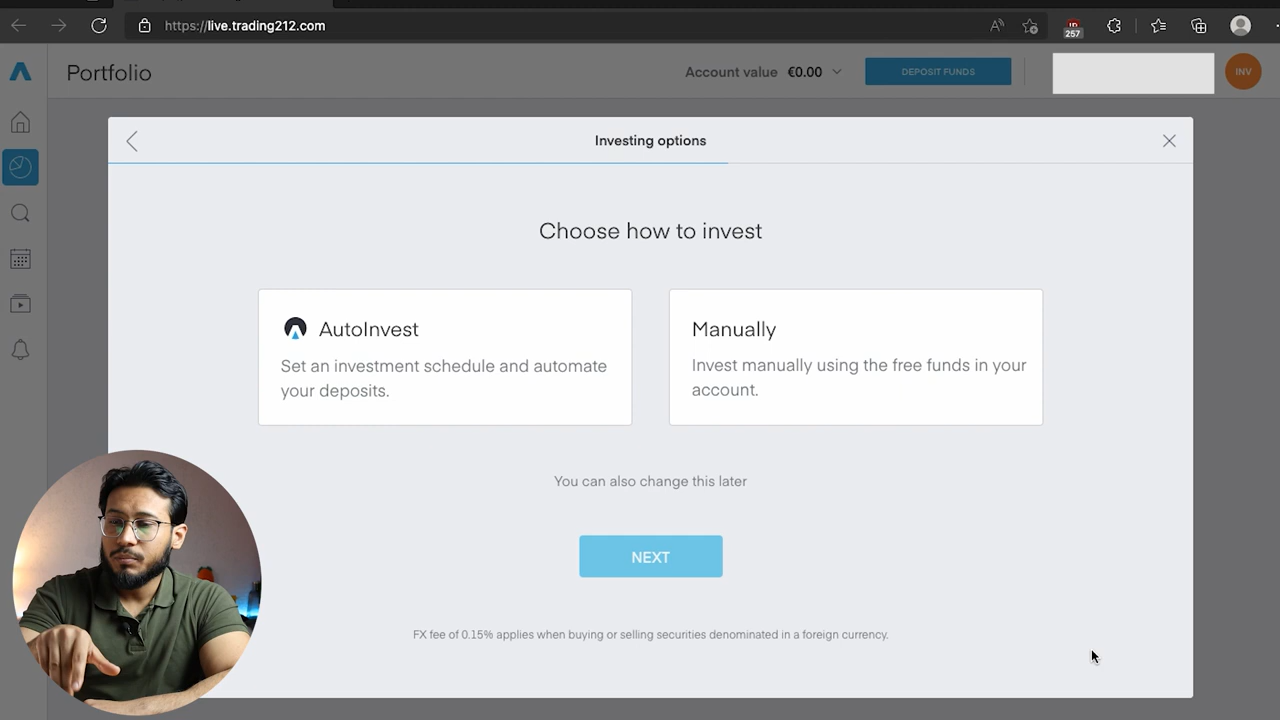 https://live.trading212.com
257
Portfolio
Account value €0.00
DEPOSIT FUNDS
INV
Investing options
Choose how to invest
AutoInvest
Set an investment schedule and automate
your deposits.
Manually
Invest manually using the free funds in your
account.
You can also change this later
NEXT
FX fee of 0.15% applies when buying or selling securities denominated in a foreign currency.